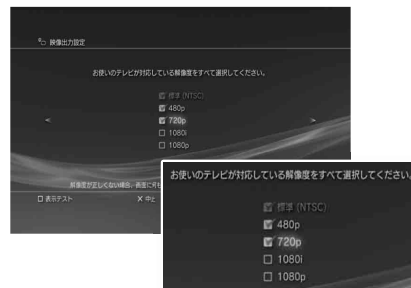 映像出力設定
お使いのテレビが対応している解像度をすべて選択してください。
標準 (NTSC)
480p
720p
1080i
1080p
解像度が正しくない場合、画面に何も
表示テスト
X 中止
お使いのテレビが対応している解像度をすべて選択してください。
標準 (NTSC)
480p
720p
1080i
1080p